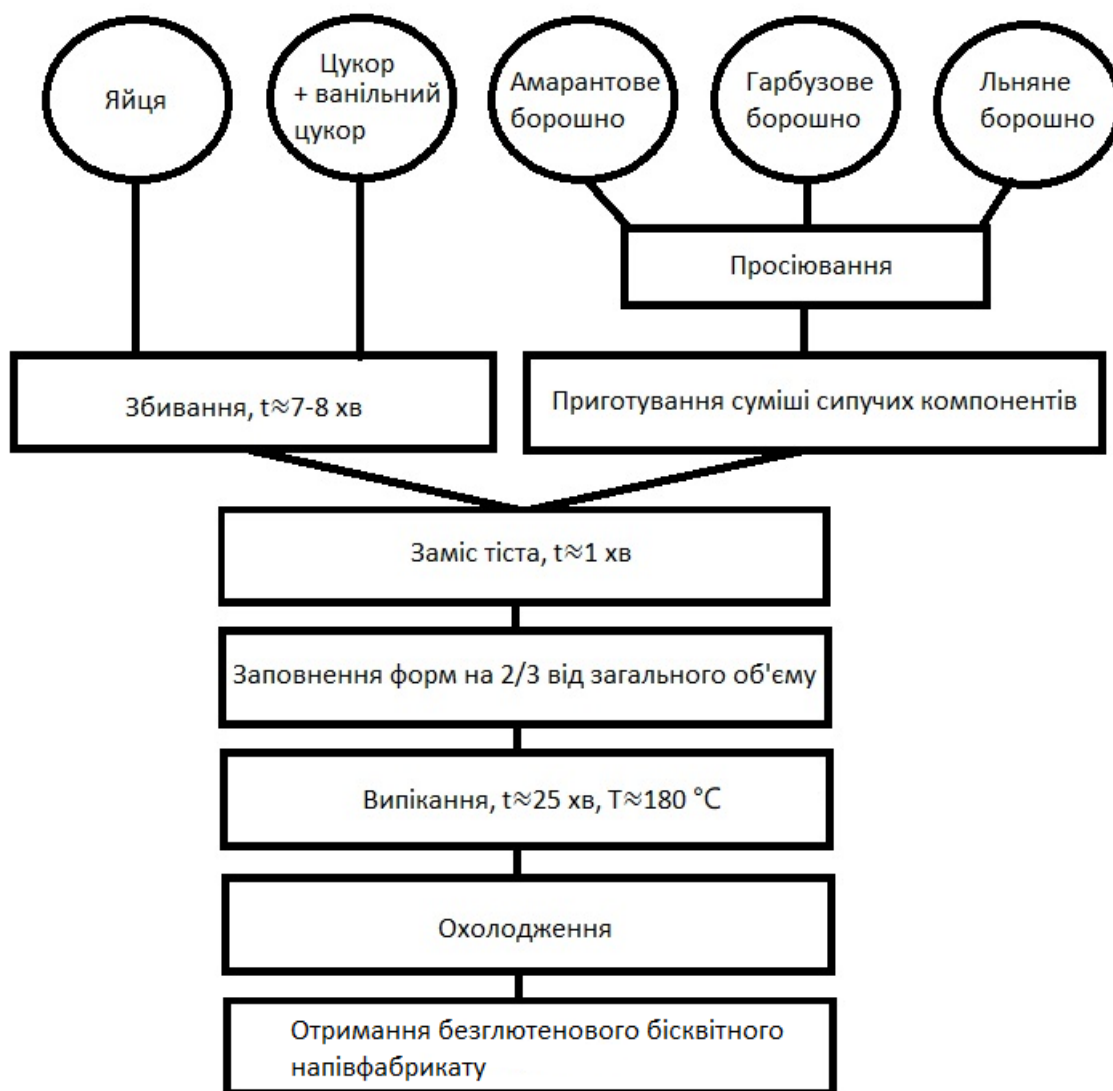 Яйця
Цукор
+ ванільний
цукор
Амарантове
борошно
Гарбузове
борошно
Льняне
борошно
Просіювання
Збивання, t≈7-8 хв
Приготування суміші сипучих компонентів
Заміс тіста, t≈1 хв
Заповнення форм на 2/3 від загального об'єму
Випікання, t≈25 хв, T≈180 °C
Охолодження
Отримання безглютенового бісквітного
напівфабрикату